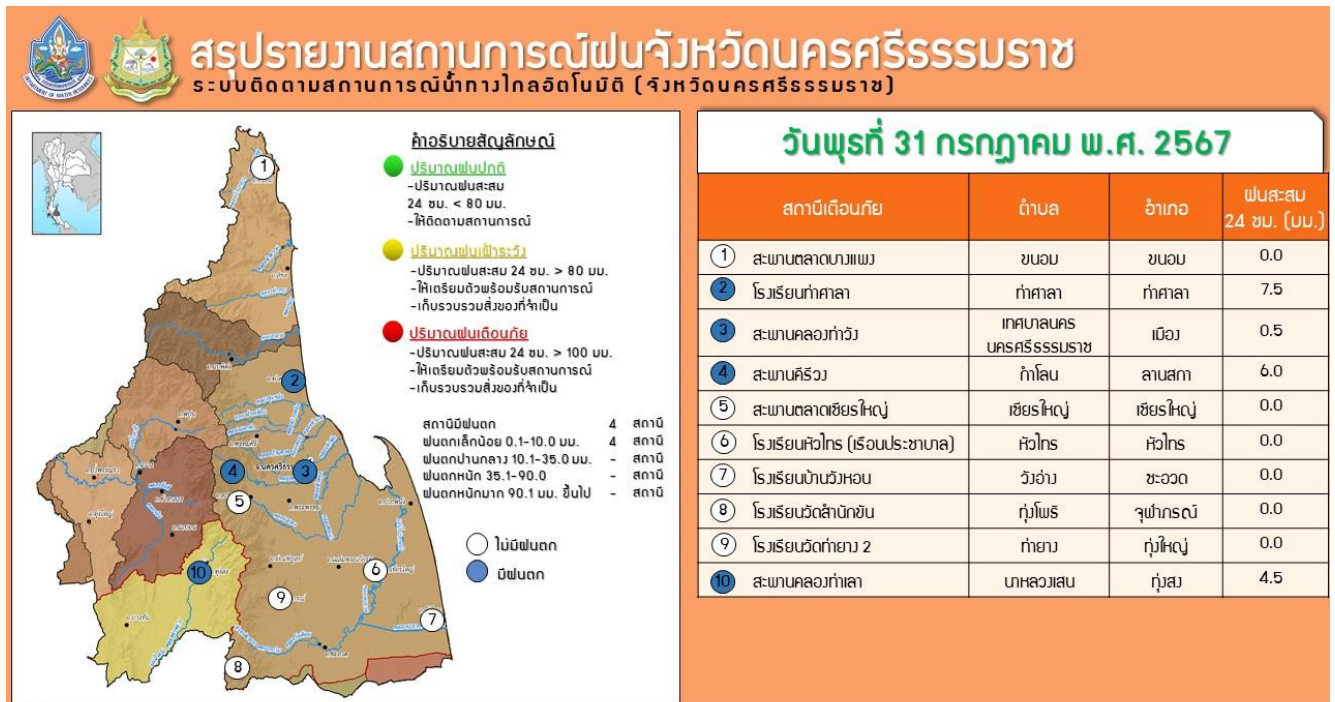 สรุปรายงานสถานการณ์ฝนจังหวัดนครศรีธรรมราช
ระบบติดตามสถานการณ์น้ำทางไกลอัตโนมัติ (จังหวัดนครศรีธรรมราช)
คำอธิบายสัญลักษณ์
ปริมาณฝนปกติ
-ปริมาณฝนสะสม
24 ชม. < 80 มม.
-ให้ติดตามสถานการณ์
ปริมาณฝนเฝ้าระวัง
-ปริมาณฝนสะสม 24 ชม. > 80 มม.
-ให้เตรียมตัวพร้อมรับสถานการณ์
-เก็บรวบรวมสิ่งของที่จำเป็น
ปริมาณฝนเตือนภัย
-ปริมาณฝนสะสม 24 ชม. > 100 มม.
-ให้เตรียมตัวพร้อมรับสถานการณ์
-เก็บรวบรวมสิ่งของที่จำเป็น
สถานีมีฝนตก 4 สถานี
ฝนตกเล็กน้อย 0.1-10.0 มม. 4 สถานี
ฝนตกปานกลาง 10.1-35.0 มม. - สถานี
ฝนตกหนัก 35.1-90.0 - สถานี
ฝนตกหนักมาก 90.1 มม. ขึ้นไป - สถานี
ไม่มีฝนตก
มีฝนตก
1
2
4
3
5
6
10
9
7
8
วันพุธที่ 31 กรกฎาคม พ.ศ. 2567
สถานีเตือนภัย ตำบล อำเภอ ฝนสะสม
24 ชม. (มม.)
1 สะพานตลาดบางแพง ขนอม ขนอม 0.0
2 โรงเรียนท่าศาลา ท่าศาลา ท่าศาลา 7.5
3 สะพานคลองท่าวัง เทศบาลนคร
นครศรีธรรมราช เมือง 0.5
4 สะพานคีรีวง กำโลน ลานสกา 6.0
5 สะพานตลาดเชียรใหญ่ เชียรใหญ่ เชียรใหญ่ 0.0
6 โรงเรียนหัวไทร (เรือนประชาบาล) หัวไทร หัวไทร 0.0
7 โรงเรียนบ้านวังหอน วังอ่าง ชะอวด 0.0
8 โรงเรียนวัดสำนักขัน ทุ่งโพธิ จุฬาภรณ์ 0.0
9 โรงเรียนวัดท่ายาง 2 ท่ายาง ทุ่งใหญ่ 0.0
10 สะพานคลองท่าเลา นาหลวงเสน ทุ่งสง 4.5